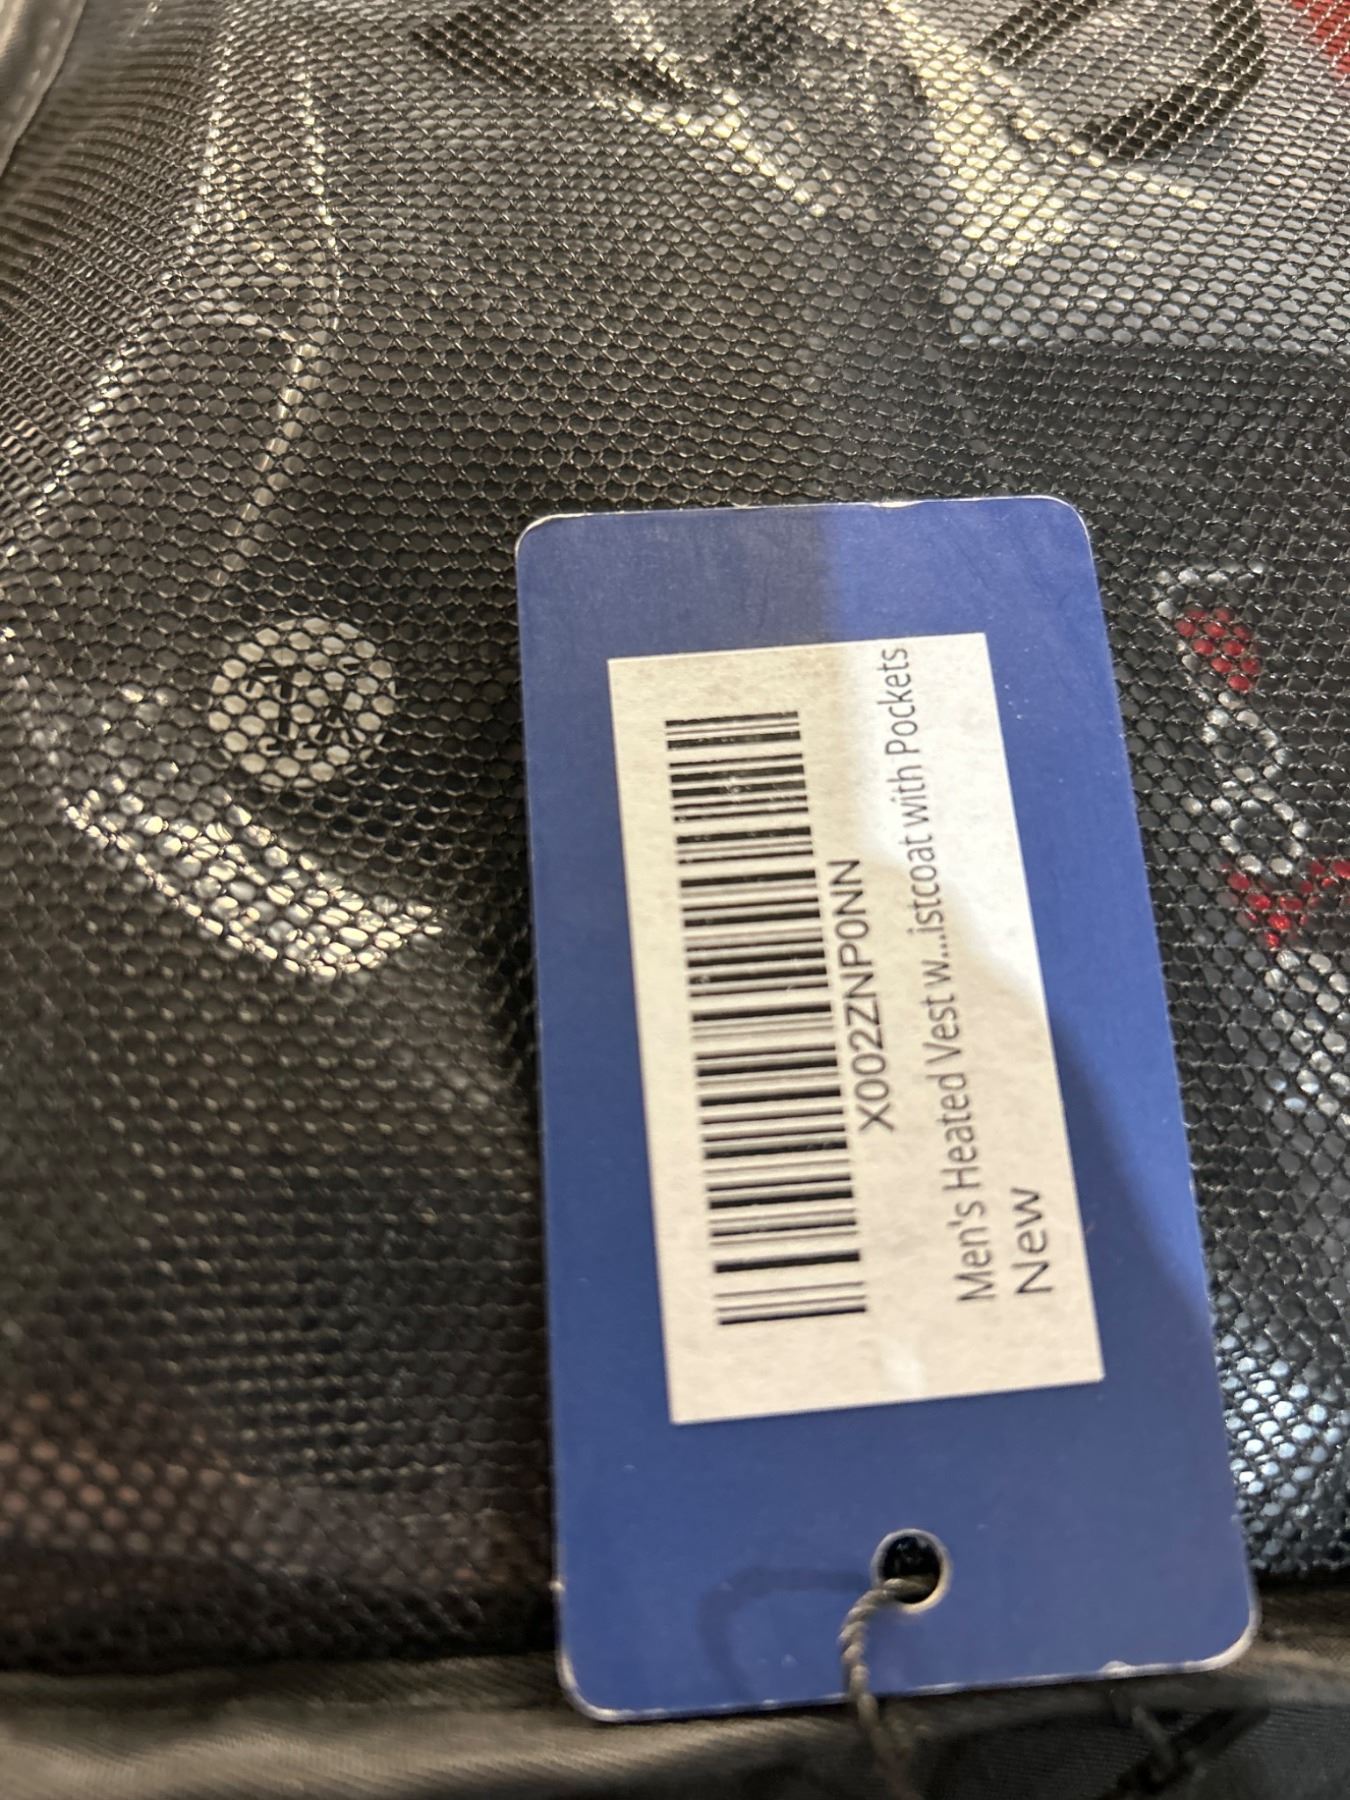 X002ZNP0NN
Men's Heated Vest w...istcoat with Pockets
New